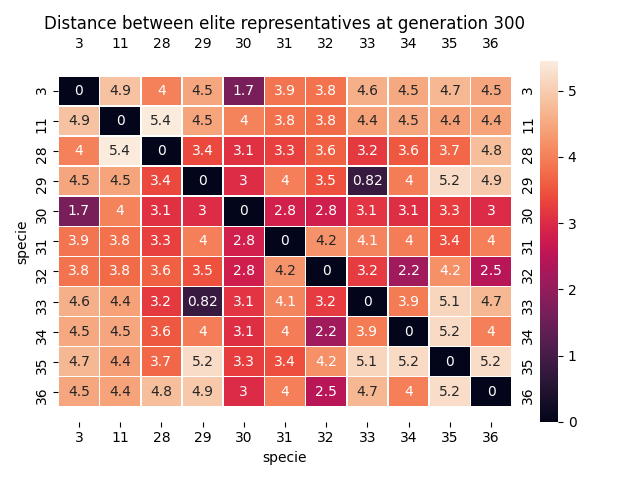 Distance between elite representatives at generation 300
3 11 28 29 30 31 32 33 34 35 36
3 0 4.9 4 4.5 1.7 3.9 3.8 4.6 4.5 4.7 4.5 3
11 4.9 0 5.4 4.5 4 3.8 3.8 4.4 4.5 4.4 4.4 11
28 4 5.4 0 3.4 3.1 3.3 3.6 3.2 3.6 3.7 4.8 28
29 4.5 4.5 3.4 0 3 4 3.5 0.82 4 5.2 4.9 29
30 1.7 4 3.1 3 0 2.8 2.8 3.1 3.1 3.3 3 30
31 3.9 3.8 3.3 4 2.8 0 4.2 4.1 4 3.4 4 31
32 3.8 3.8 3.6 3.5 2.8 4.2 0 3.2 2.2 4.2 2.5 32
33 4.6 4.4 3.2 0.82 3.1 4.1 3.2 0 3.9 5.1 4.7 33
34 4.5 4.5 3.6 4 3.1 4 2.2 3.9 0 5.2 4 34
35 4.7 4.4 3.7 5.2 3.3 3.4 4.2 5.1 5.2 0 5.2 35
36 4.5 4.4 4.8 4.9 3 4 2.5 4.7 4 5.2 0 36
3 11 28 29 30 31 32 33 34 35 36
specie
specie
5
4
3
2
1
0